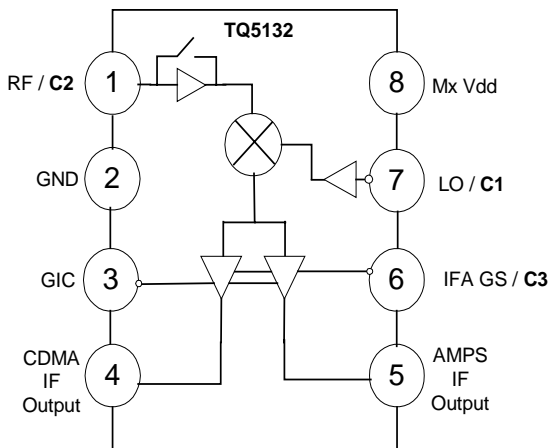 TQ5132
RF / C2
1
8
Mx Vdd
GND
2
7
LO / C1
GIC
3
6
IFA GS / C3
CDMA
IF
Output
4
5
AMPS
IF
Output